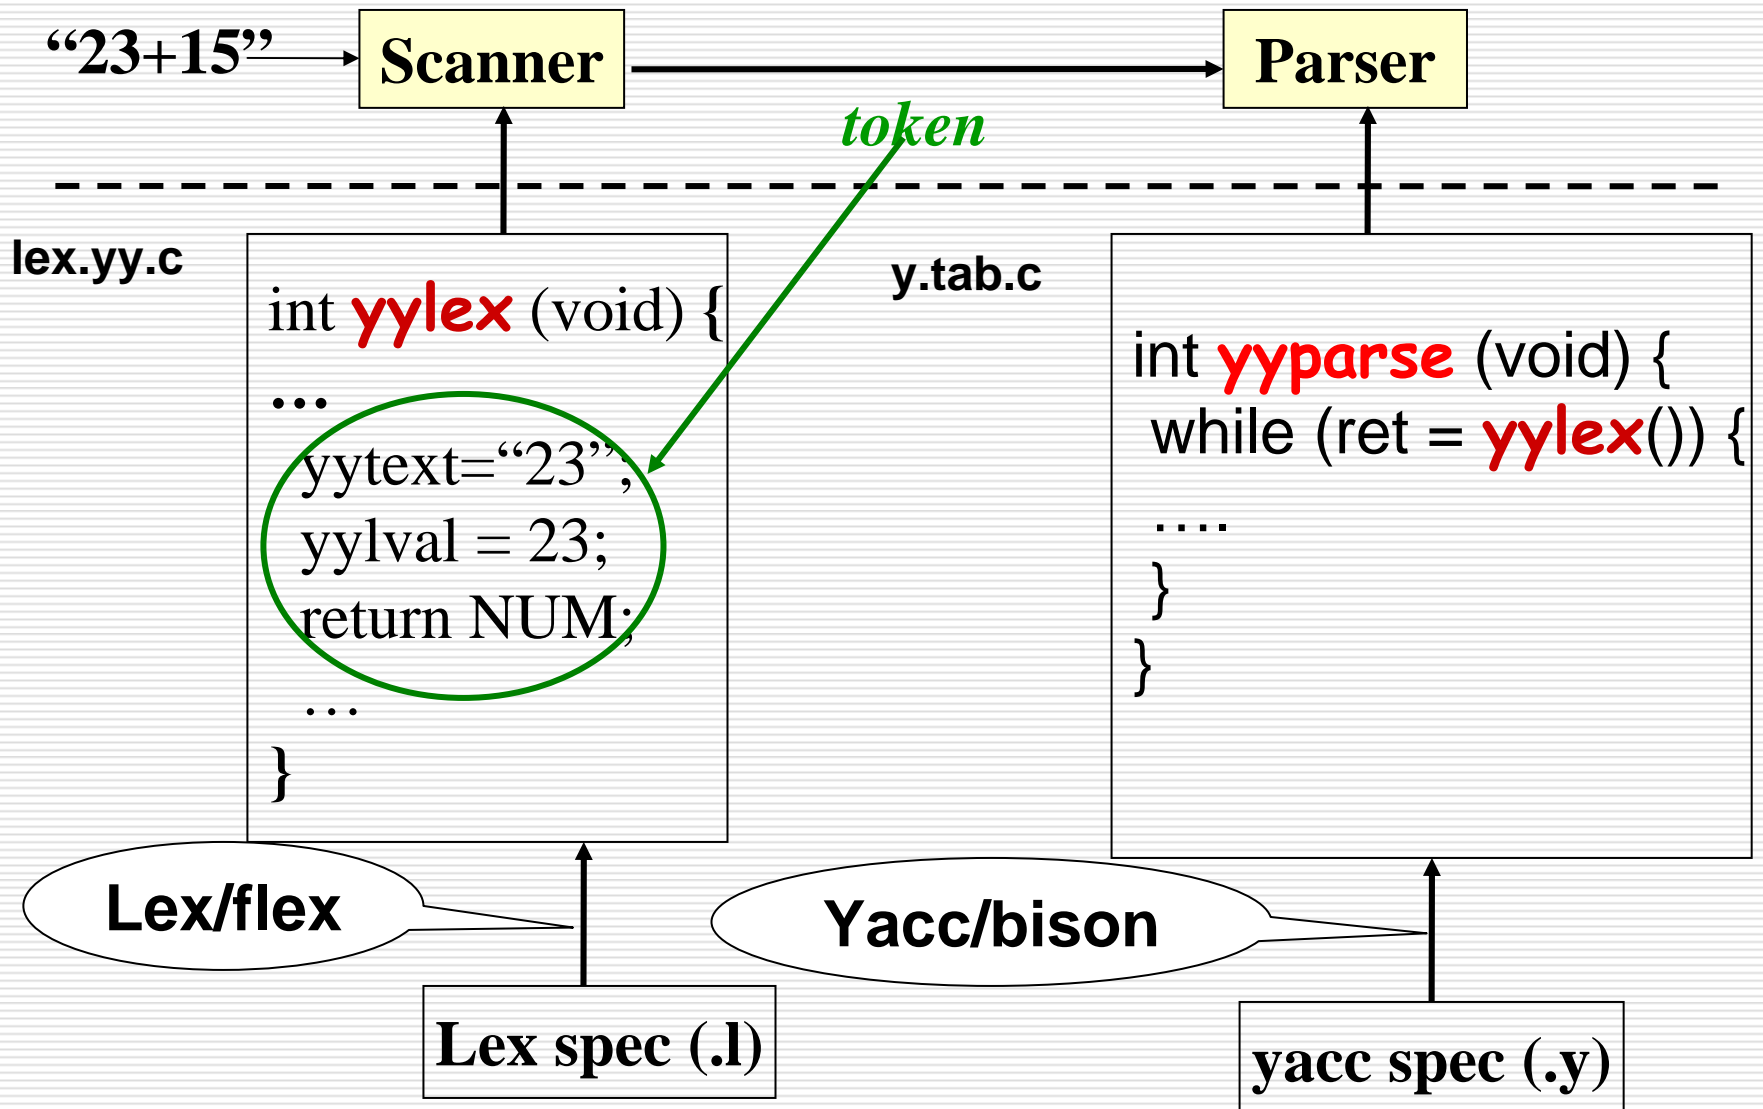 “23+15”
Scanner
Parser
token
lex.yy.c
int yylex (void) {
…
yytext=“23”;
yylval = 23;
return NUM;
…
}
y.tab.c
int yyparse (void) {
while (ret = yylex()) {
….
}
}
Lex/flex
Yacc/bison
Lex spec (.l)
yacc spec (.y)